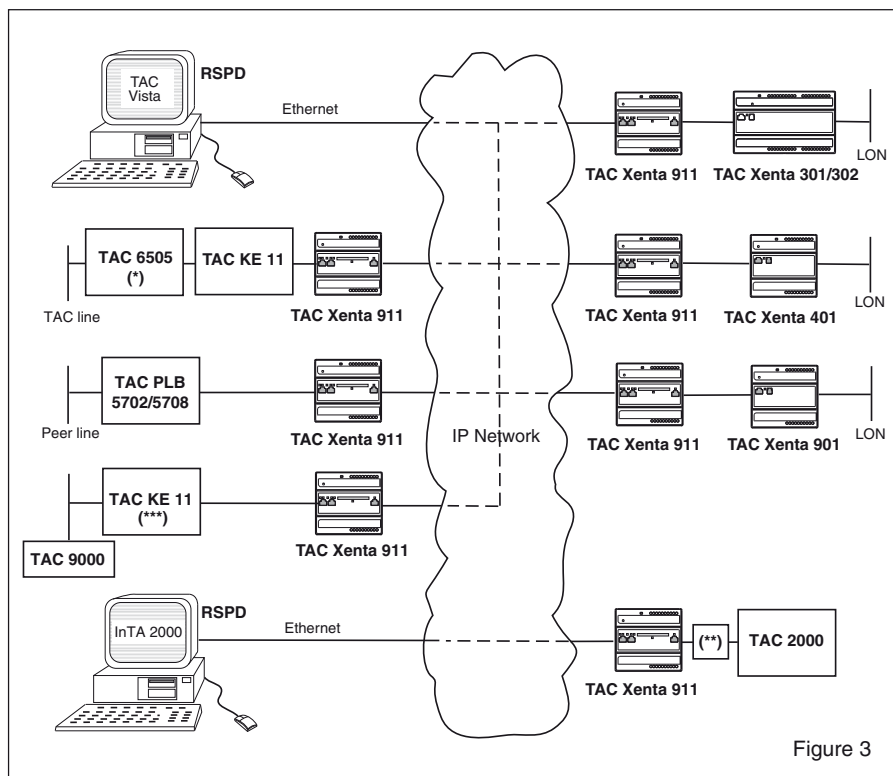 TAC
Vista
RSPD
Ethernet
TAC Xenta 911
TAC Xenta 301/302
LON
TAC line
TAC 6505
(*)
TAC KE 11
TAC Xenta 911
TAC Xenta 911
TAC Xenta 401
LON
Peer line
TAC PLB
5702/5708
TAC Xenta 911
IP Network
TAC Xenta 911
TAC Xenta 901
LON
TAC KE 11
(***)
TAC 9000
TAC Xenta 911
InTA 2000
RSPD
Ethernet
TAC Xenta 911
(**)
TAC 2000
Figure 3